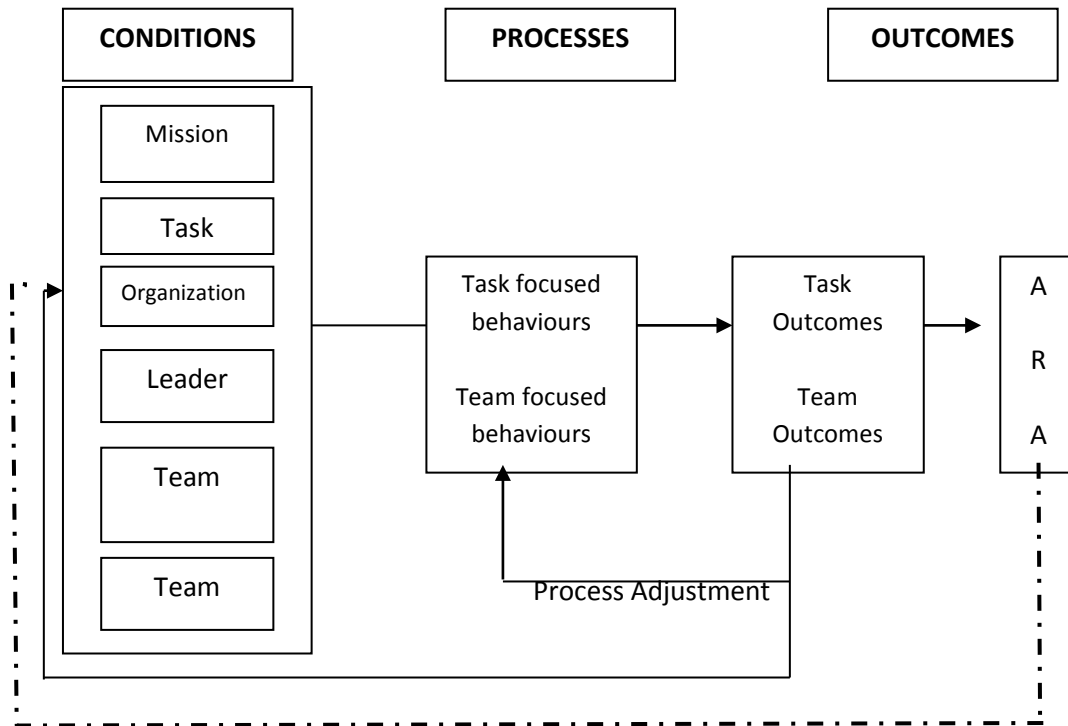 CONDITIONS
PROCESSES
OUTCOMES
Mission
Task
Organization
Leader
Team
Team
Task focused
behaviours
Team focused
behaviours
Task
Outcomes
Team
Outcomes
A
R
A
Process Adjustment